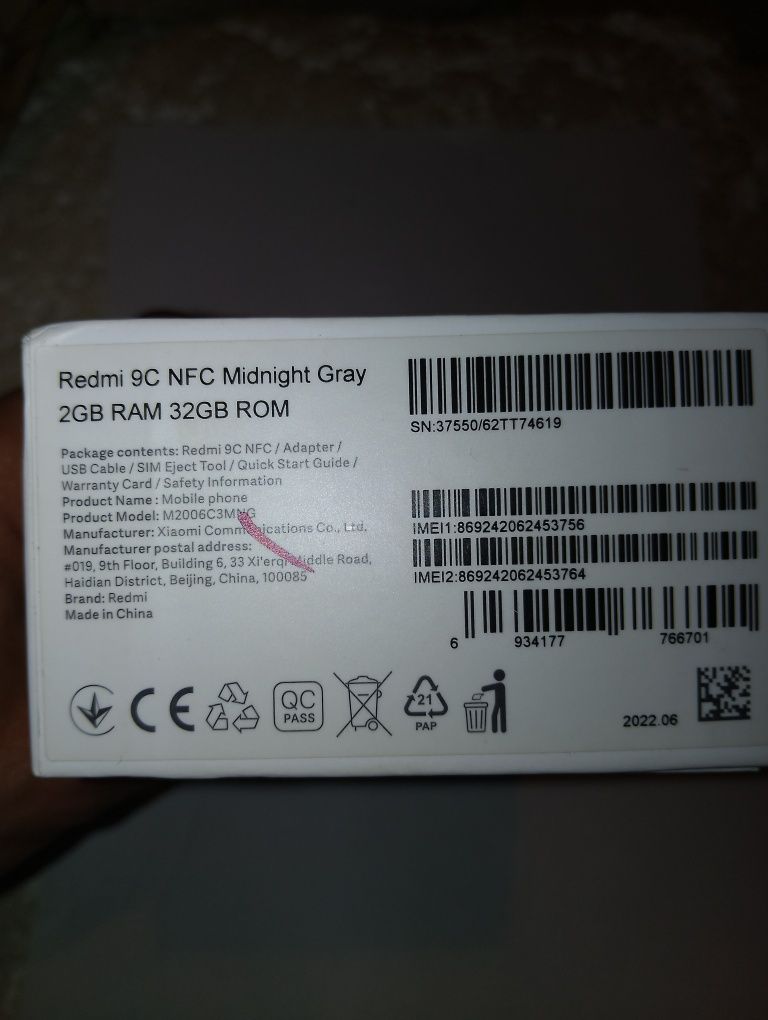 Redmi 9C NFC Midnight Gray
2GB RAM 32GB ROM
Package contents: Redmi 9C NFC / Adapter /
USB Cable / SIM Eject Tool / Quick Start Guide /
Warranty Card / Safety Information
Product Name : Mobile phone
Product Model: M2006C3MNG
Manufacturer: Xiaomi Communications Co., Ltd.
Manufacturer postal address:
#019, 9th Floor, Building 6, 33 Xi'erqi Middle Road,
Haidian District, Beijing, China, 100085
Brand: Redmi
Made in China
SN:37550/62TT74619
IMEI1:869242062453756
IMEI2:869242062453764
6 934177 766701
CE
QC
PASS
21
PAP
2022.06